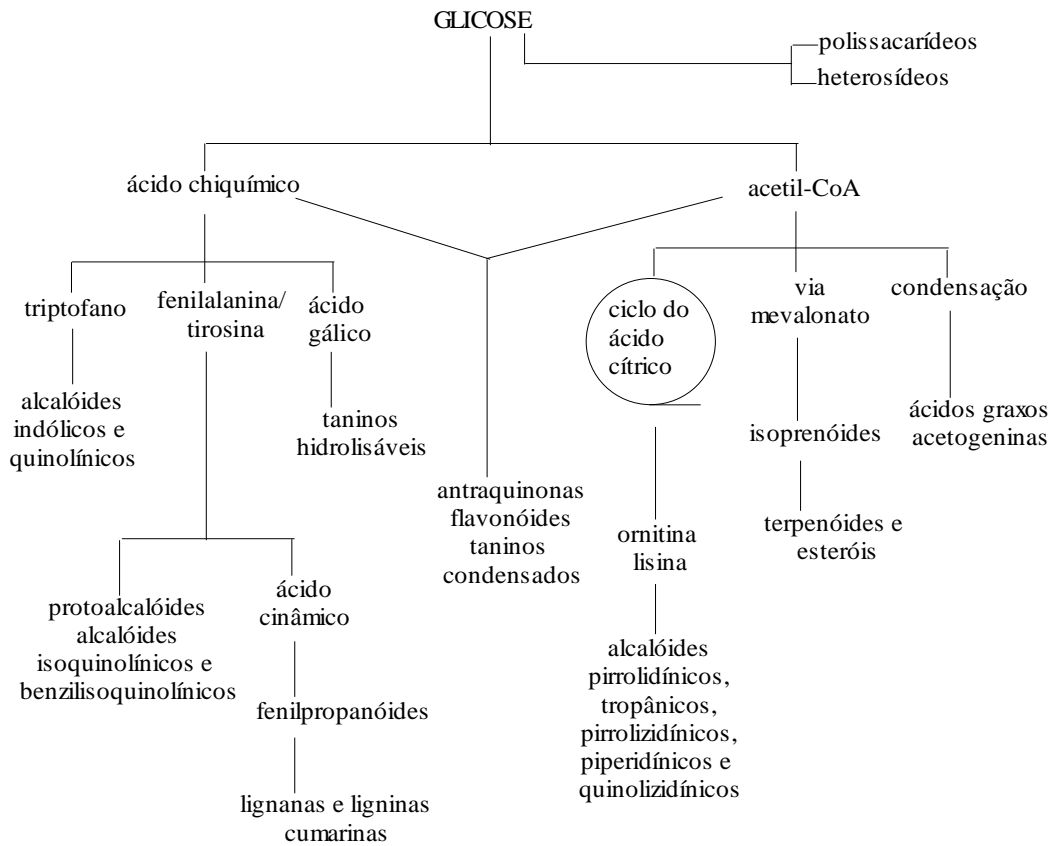 GLICOSE
polissacarídeos
heterosídeos
ácido chiquímico
acetil-CoA
triptofano
fenilalanina/
tirosina
ácido
gálico
ciclo do
ácido
cítrico
via
mevalonato
condensação
alcalóides
indólicos e
quinolínicos
taninos
hidrolisáveis
antraquinonas
flavonóides
taninos
condensados
isoprenóides
ácidos graxos
acetogeninas
ornitina
lisina
terpenóides e
esteróis
protoalcalóides
alcalóides
isoquinolínicos e
benzilisoquinolínicos
ácido
cinâmico
fenilpropanóides
lignanas e ligninas
cumarinas
alcalóides
pirrolidínicos,
tropânicos,
pirrolizidínicos,
piperidínicos e
quinolizidínicos